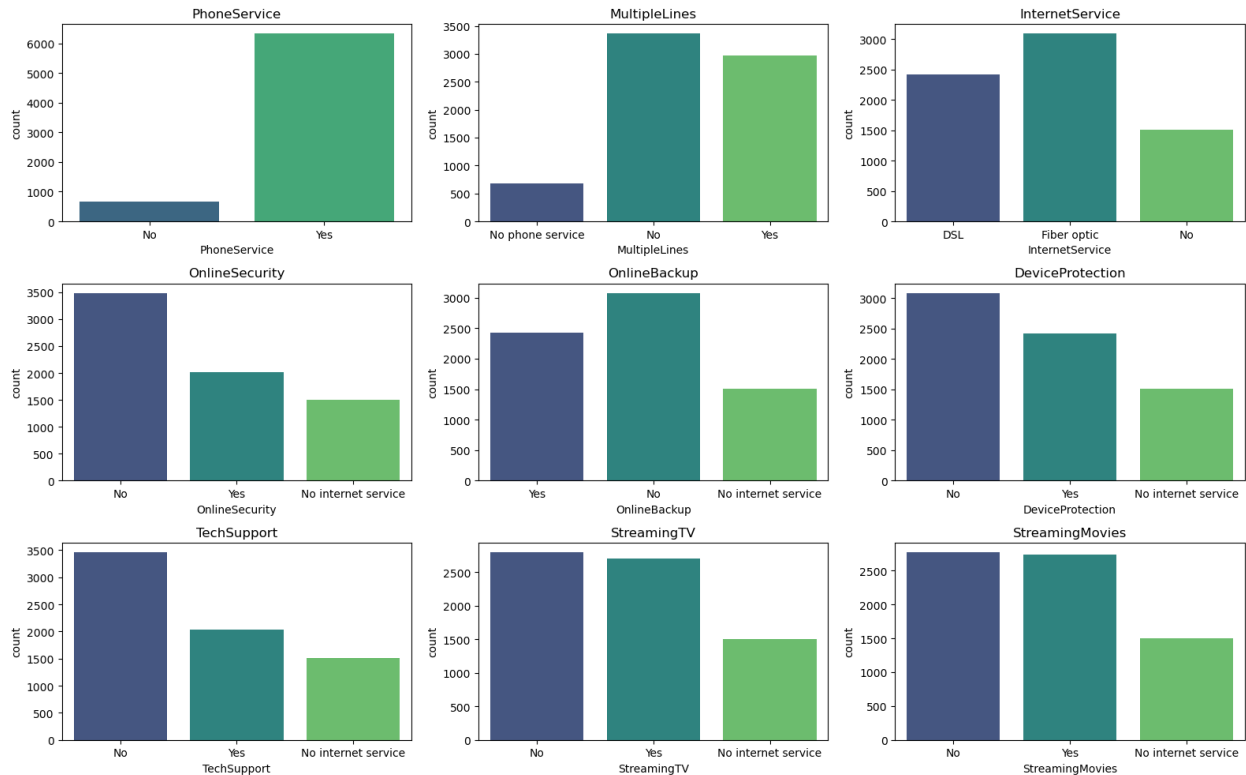 PhoneService
count
6000
5000
4000
3000
2000
1000
0
No Yes
PhoneService
MultipleLines
count
3500
3000
2500
2000
1500
1000
500
0
No phone service No Yes
MultipleLines
InternetService
count
3000
2500
2000
1500
1000
500
0
DSL Fiber optic No
InternetService
OnlineSecurity
count
3500
3000
2500
2000
1500
1000
500
0
No Yes No internet service
OnlineSecurity
OnlineBackup
count
3000
2500
2000
1500
1000
500
0
Yes No No internet service
OnlineBackup
DeviceProtection
count
3000
2500
2000
1500
1000
500
0
No Yes No internet service
DeviceProtection
TechSupport
count
3500
3000
2500
2000
1500
1000
500
0
No Yes No internet service
TechSupport
StreamingTV
count
2500
2000
1500
1000
500
0
No Yes No internet service
StreamingTV
StreamingMovies
count
2500
2000
1500
1000
500
0
No Yes No internet service
StreamingMovies